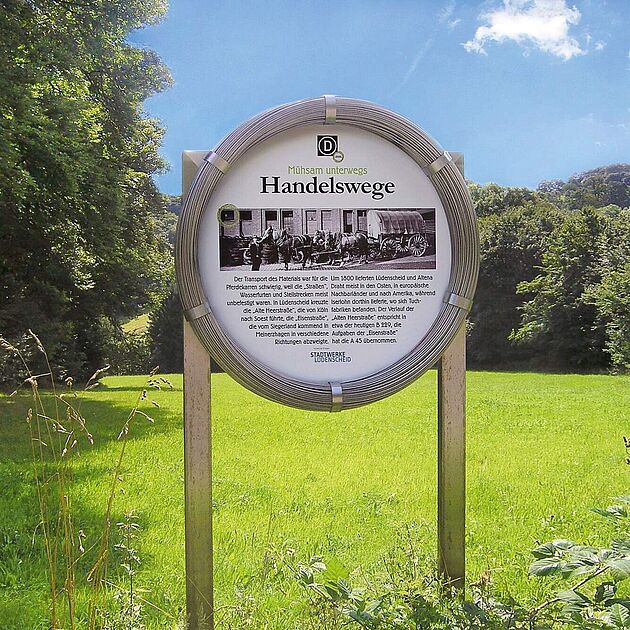 D
Mühsam unterwegs
Handelswege
Der Transport des Materials war für die
Pferdekarren schwierig, weil die „Straßen“,
Wasserfurten und Steilstrecken meist
unbefestigt waren. In Lüdenscheid kreuzte
die „Alte Heerstraße“, die von Köln
nach Soest führte, die „Eisenstraße“,
die vom Siegerland kommend in
Meinerzhagen in verschiedene
Richtungen abzweigte.
Um 1800 lieferten Lüdenscheid und Altena
Draht meist in den Osten, in europäische
Nachbarländer und nach Amerika, während
Iserlohn dorthin lieferte, wo sich Tuch-
fabriken befanden. Der Verlauf der
„Alten Heerstraße“ entspricht in
etwa der heutigen B 229, die
Aufgaben der „Eisenstraße“
hat die A 45 übernommen.
STADTWERKE
LÜDENSCHEID